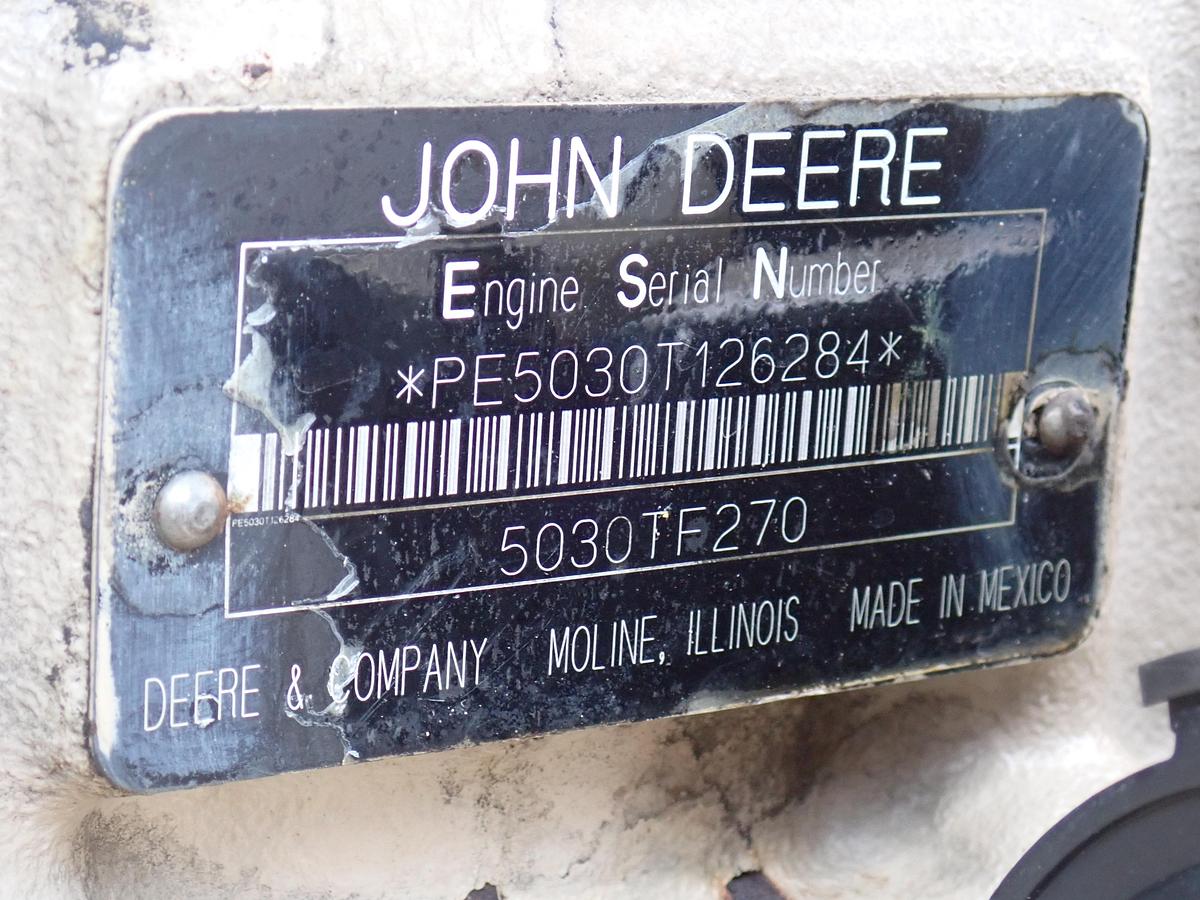 JOHN DEERE
Engine Serial Number
*PE5030T126284*
PE5030T126284
5030TF270
DEERE & COMPANY MOLINE, ILLINOIS MADE IN MEXICO